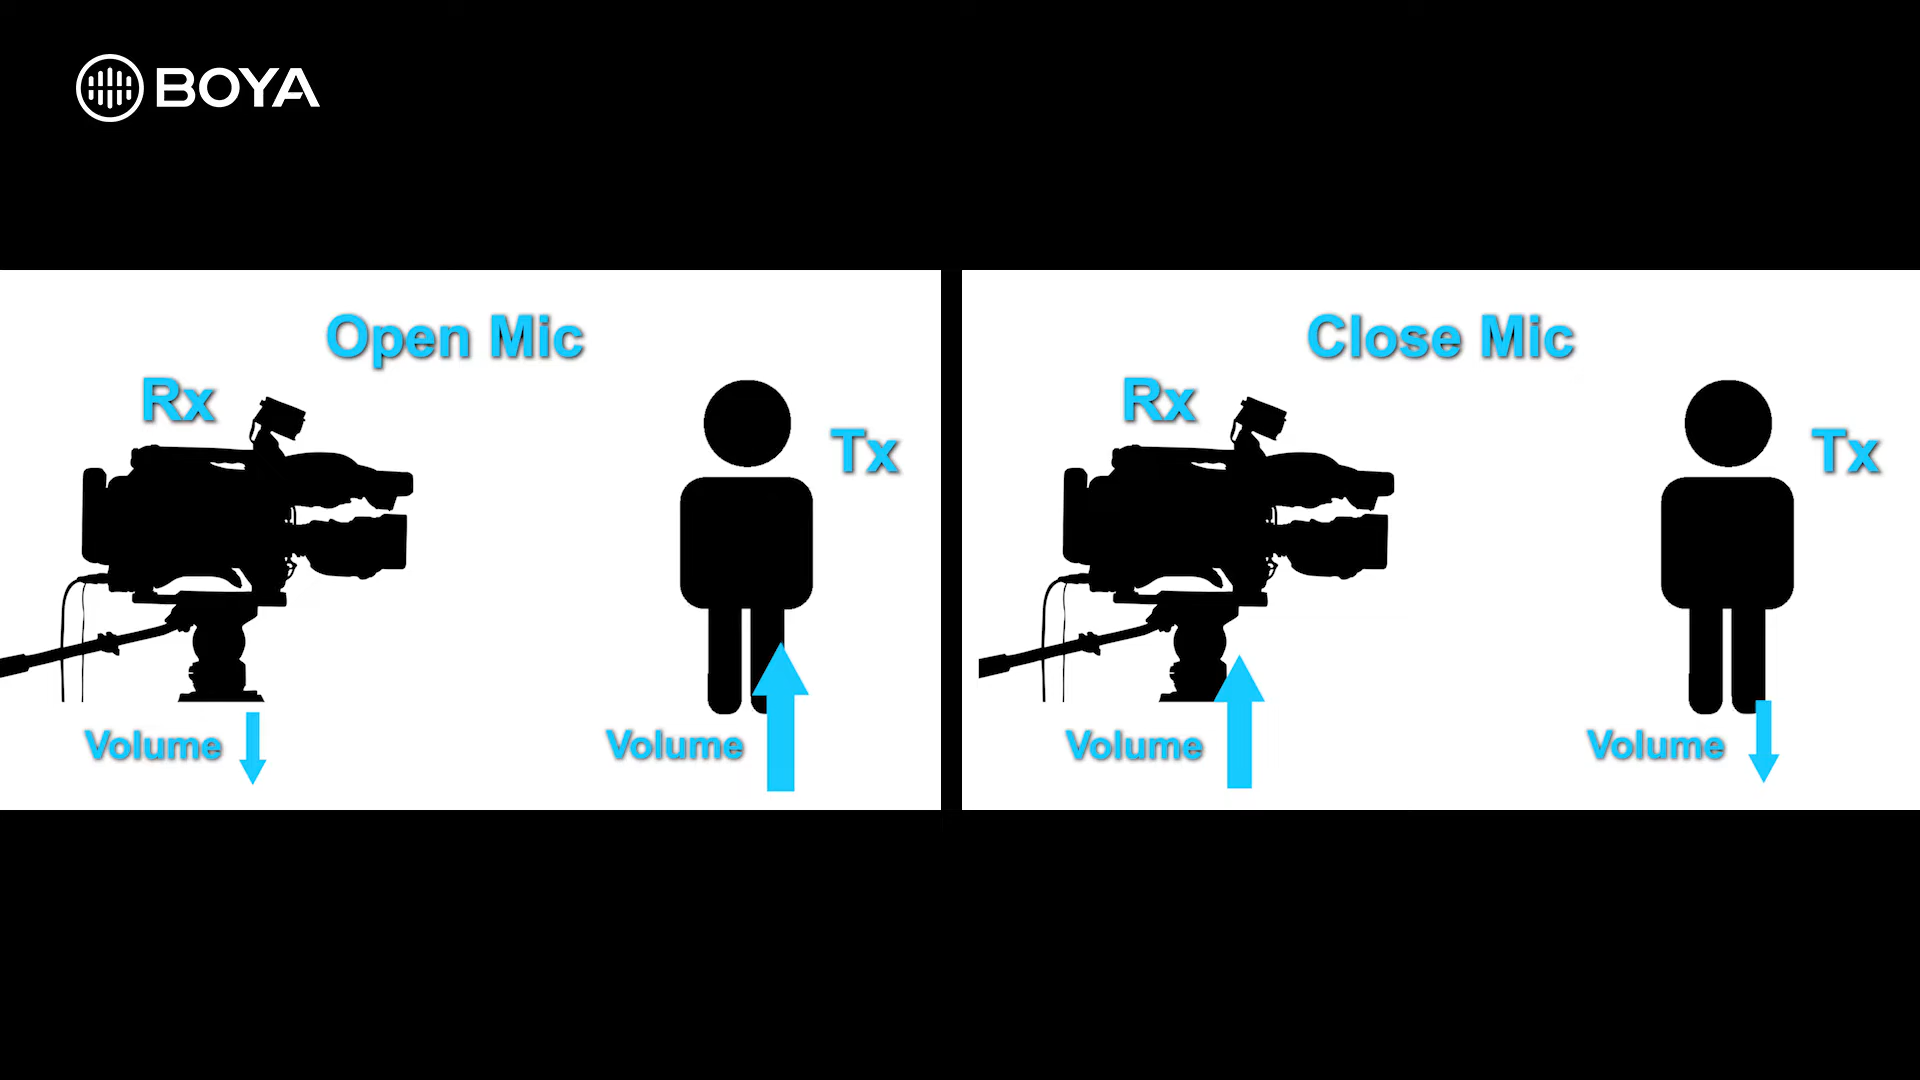 BOYA
Open Mic
Rx
Tx
Volume
Volume
Close Mic
Rx
Tx
Volume
Volume